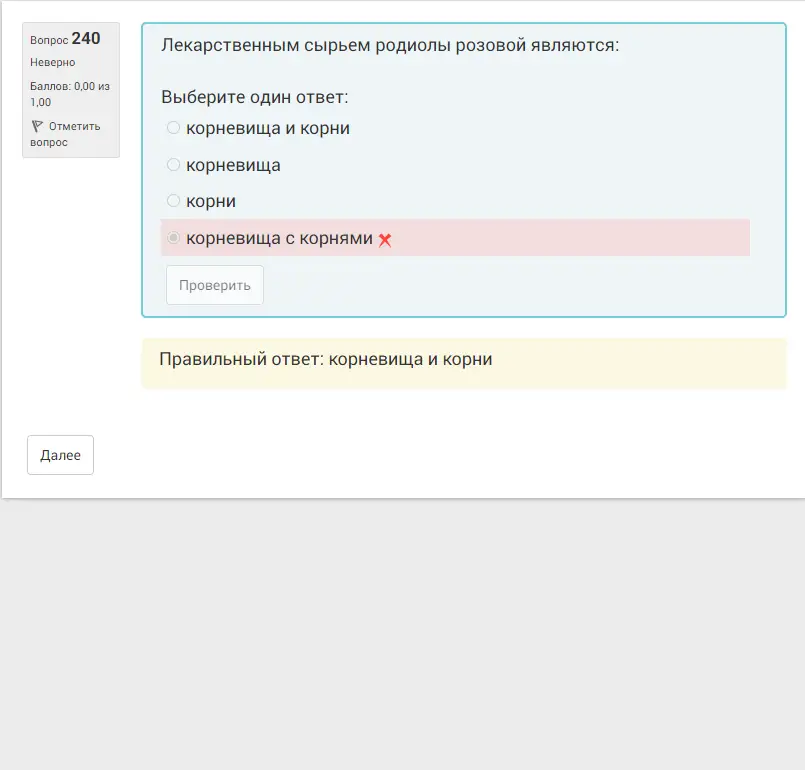 Вопрос 240
Неверно
Баллов: 0,00 из
1,00
Отметить
вопрос
Лекарственным сырьем родиолы розовой являются:
Выберите один ответ:
корневища и корни
корневища
корни
корневища с корнями
Проверить
Правильный ответ: корневища и корни
Далее